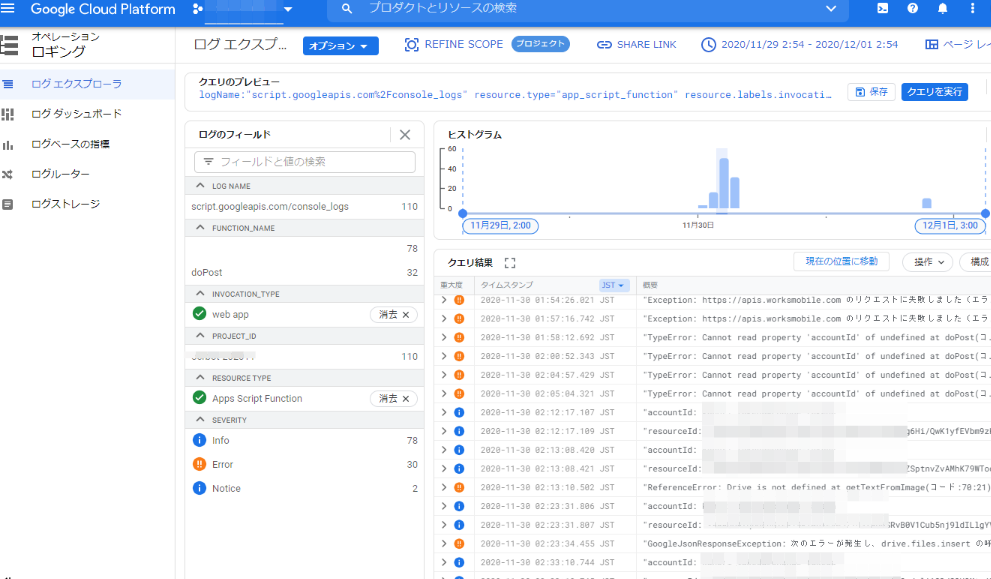 Google Cloud Platform
プロダクトとリソースの検索
オペレーション
ロギング
ログ エクスプローラ
ログ ダッシュボード
ログベースの指標
ログルーター
ログストレージ
ログ エクスプ...
オプション
REFINE SCOPE
プロジェクト
SHARE LINK
2020/11/29 2:54 - 2020/12/01 2:54
ページ レイ
クエリのプレビュー
logName:"script.googleapis.com%2Fconsole_logs" resource.type="app_script_function" resource.labels.invocati…
保存
クエリを実行
ログのフィールド
フィールドと値の検索
LOG NAME
script.googleapis.com/console_logs 110
FUNCTION_NAME
78
doPost 32
INVOCATION_TYPE
web app 消去
PROJECT_ID
110
RESOURCE TYPE
Apps Script Function 消去
SEVERITY
Info 78
Error 30
Notice 2
ヒストグラム
60
40
20
0
11月29日, 2:00
11月30日
12月1日, 3:00
クエリ結果
現在の位置に移動
操作
構成
重大度 タイムスタンプ JST 概要
2020-11-30 01:54:26.021 JST "Exception: https://apis.worksmobile.com のリクエストに失敗しました（エラ
2020-11-30 01:57:16.742 JST "Exception: https://apis.worksmobile.com のリクエストに失敗しました（エラ
2020-11-30 01:58:12.692 JST "TypeError: Cannot read property 'accountId' of undefined at doPost(コ…
2020-11-30 02:00:52.343 JST "TypeError: Cannot read property 'accountId' of undefined at doPost(コ…
2020-11-30 02:04:57.429 JST "TypeError: Cannot read property 'accountId' of undefined at doPost(コ…
2020-11-30 02:05:04.321 JST "TypeError: Cannot read property 'accountId' of undefined at doPost(コ…
2020-11-30 02:12:17.107 JST "accountId:
2020-11-30 02:12:17.109 JST "resourceId: g6Hi/QwK1yfEVbm9z
2020-11-30 02:13:08.420 JST "accountId:
2020-11-30 02:13:08.421 JST "resourceId: ZSptnvZvAMhK79WTo
2020-11-30 02:13:10.502 JST "ReferenceError: Drive is not defined at getTextFromImage(コード:70:21)
2020-11-30 02:23:31.806 JST "accountId:
2020-11-30 02:23:31.807 JST "resourceId: SRvB0V1Cub5nj9ldILlgY
2020-11-30 02:23:34.455 JST "GoogleJsonResponseException: 次のエラーが発生し、drive.files.insert の呼
2020-11-30 02:33:07.744 JST "accountId: